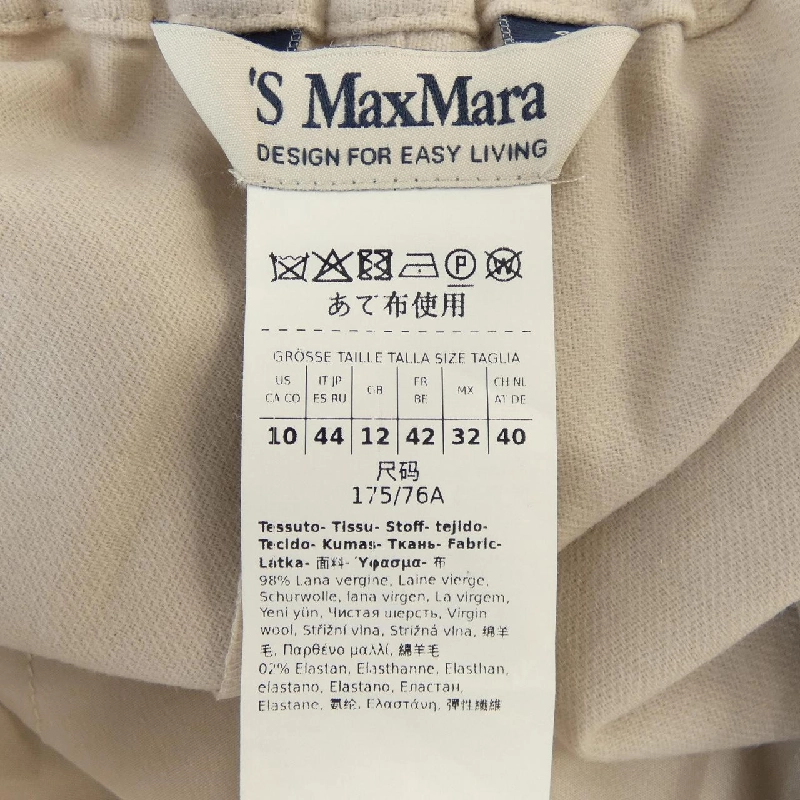 'S MaxMara
DESIGN FOR EASY LIVING
P W
あて布使用
GRÖSSE TAILLE TALLA SIZE TAGLIA
US IT JP GB FR MX CH NL
CA CO ES RU BE AT DE
10 44 12 42 32 40
尺码
175/76A
Tessuto- Tissu- Stoff- tejido-
Tecido- Kumas- Ткань- Fabric-
Látka- 面料- Ύφασμα- 布
98% Lana vergine, Laine vierge,
Schurwolle, lana virgen, La virgem,
Yeni yün, Чистая шерсть, Virgin
wool, Střižní vlna, Strižná vlna, 绵羊
毛, Παρθένο μαλλί, 綿羊毛
02% Elastan, Elasthanne, Elasthan,
elastano, Elastano, Еластан,
Elastane, 氨纶, Ελαστάνη, 彈性纖維